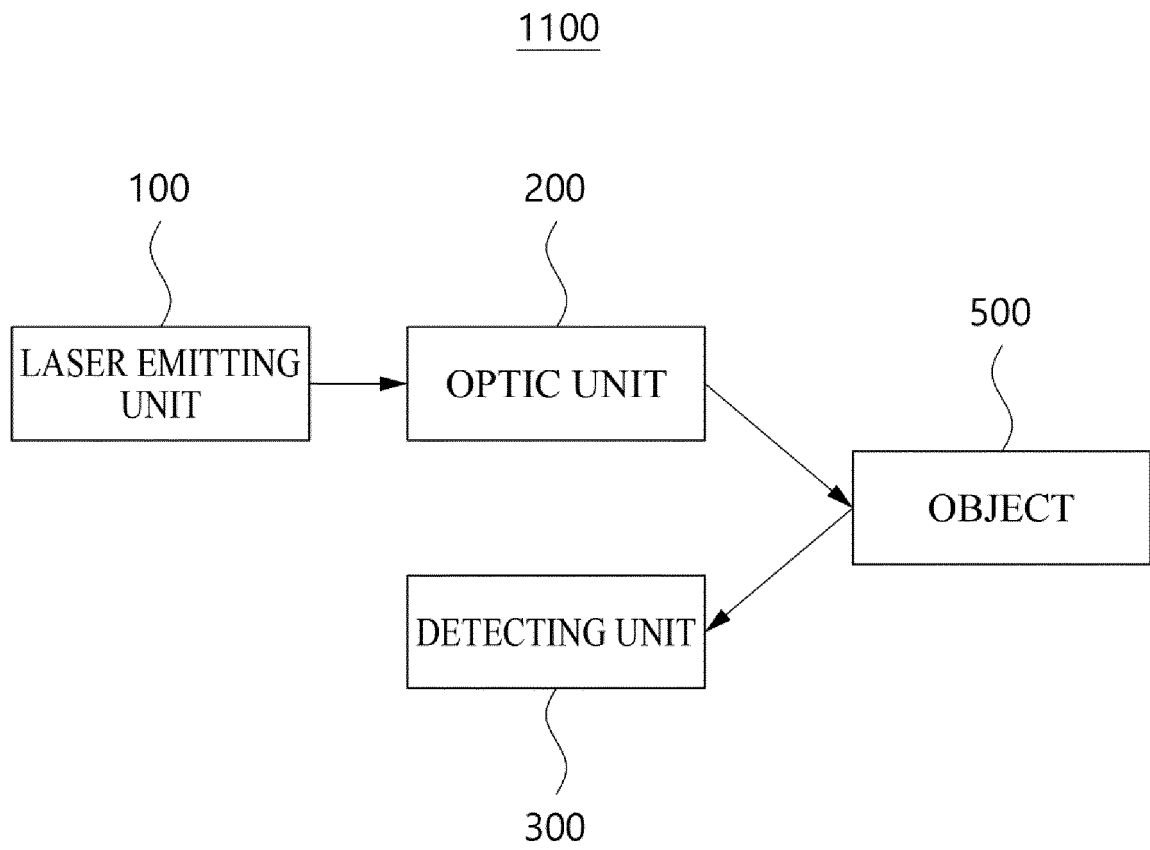 1100
100
200
500
LASER EMITTING
UNIT
OPTIC UNIT
OBJECT
DETECTING UNIT
300